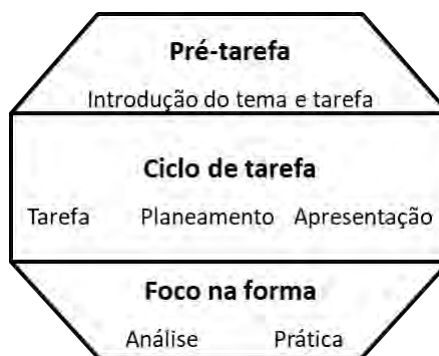 Pré-tarefa
Introdução do tema e tarefa
Ciclo de tarefa
Tarefa Planeamento Apresentação
Foco na forma
Análise Prática